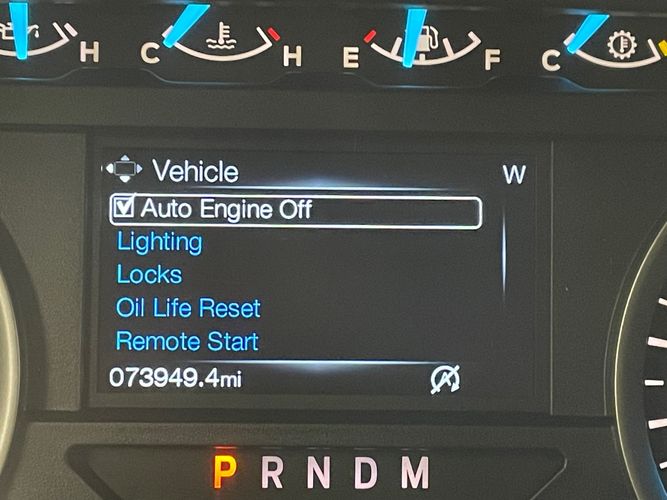 H C H E F C
Vehicle W
Auto Engine Off
Lighting
Locks
Oil Life Reset
Remote Start
073949.4mi A
P R N D M